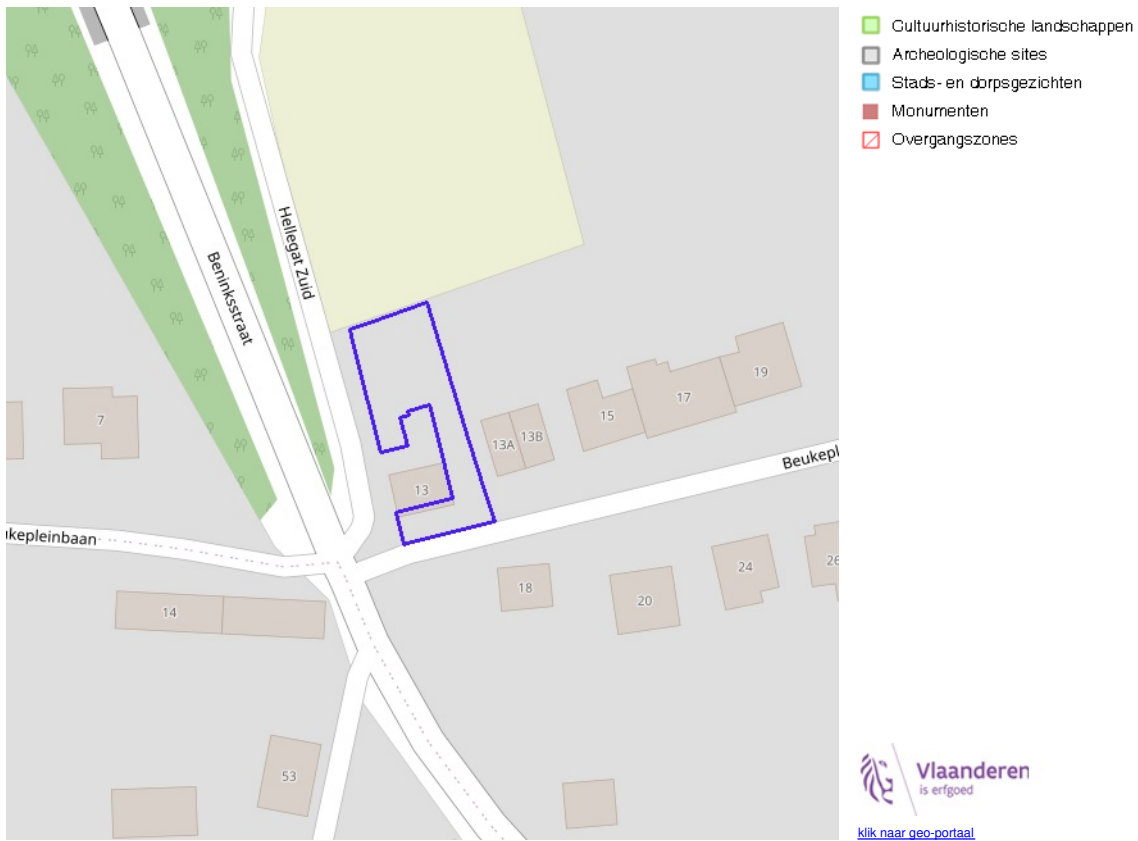 Cultuurhistorische landschappen
Archeologische sites
Stads- en dorpsgezichten
Monumenten
Overgangszones
Hellegat Zuid
Beninksstraat
19
17
7
15
13B
13A
Beukepl
13
ıkepleinbaan
26
24
18
20
14
53
Vlaanderen
is erfgoed
klik naar geo-portaal